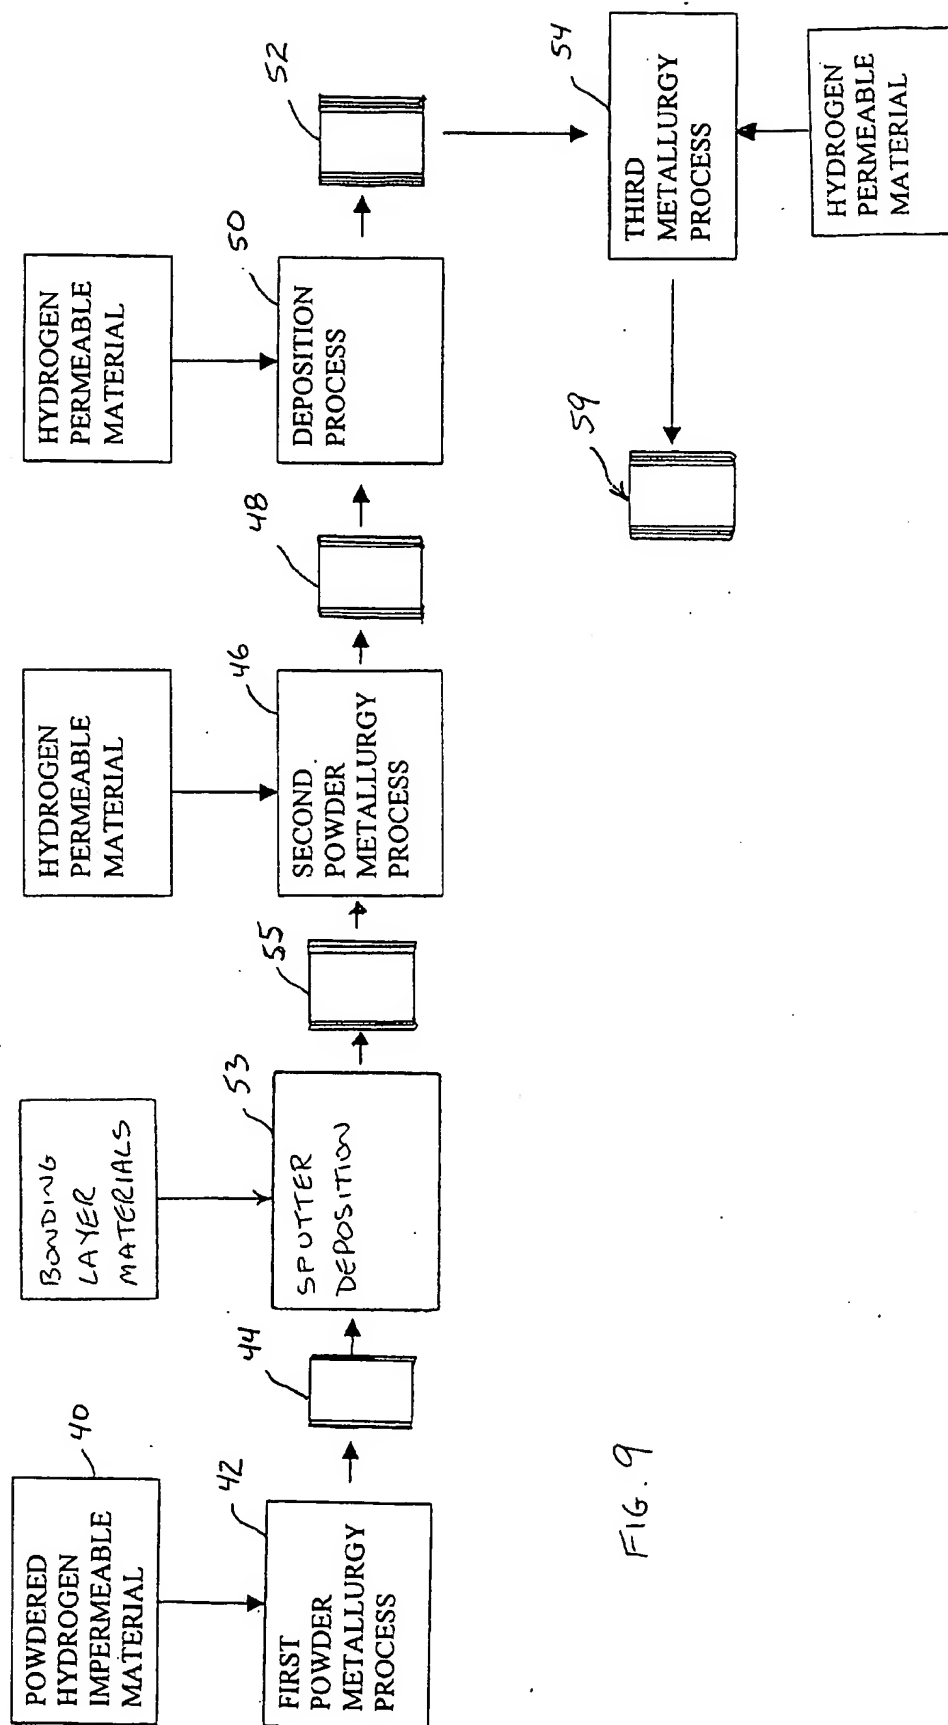 POWDERED
HYDROGEN
IMPERMEABLE
MATERIAL
40
FIRST
POWDER
METALLURGY
PROCESS
42
44
BONDING
LAYER
MATERIALS
SPUTTER
DEPOSITION
53
55
HYDROGEN
PERMEABLE
MATERIAL
SECOND
POWDER
METALLURGY
PROCESS
46
48
HYDROGEN
PERMEABLE
MATERIAL
DEPOSITION
PROCESS
50
52
THIRD
METALLURGY
PROCESS
54
HYDROGEN
PERMEABLE
MATERIAL
59
FIG. 9